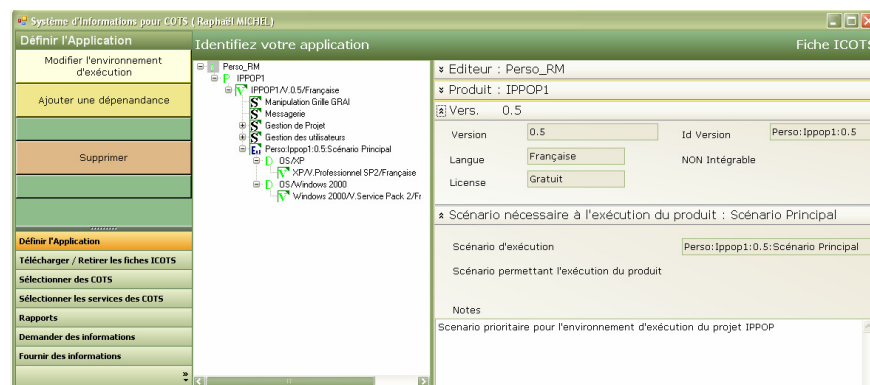 Système d'Informations pour COTS ( Raphaël MICHEL)
Définir l'Application
Identifiez votre application
Fiche ICOTS
Modifier l'environnement
d'exécution
Ajouter une dépenandance
Supprimer
Définir l'Application
Télécharger / Retirer les fiches ICOTS
Sélectionner des COTS
Sélectionner les services des COTS
Rapports
Demander des informations
Fournir des informations
Perso_RM
P IPPOP1
V IPPOP1/V.0.5/Française
S Manipulation Grille GRAI
S Messagerie
S Gestion de Projet
S Gestion des utilisateurs
Ex Perso:Ippop1:0.5:Scénario Principal
D OS/XP
V XP/V.Professionnel SP2/Française
D OS/Windows 2000
V Windows 2000/V.Service Pack 2/Fr
Editeur : Perso_RM
Produit : IPPOP1
Vers. 0.5
Version 0.5 Id Version Perso:Ippop1:0.5
Langue Française NON Intégrable
License Gratuit
Scénario nécessaire à l'exécution du produit : Scénario Principal
Scénario d'exécution Perso:Ippop1:0.5:Scénario Principal
Scénario permettant l'exécution du produit
Notes
Scenario prioritaire pour l'environnement d'exécution du projet IPPOP